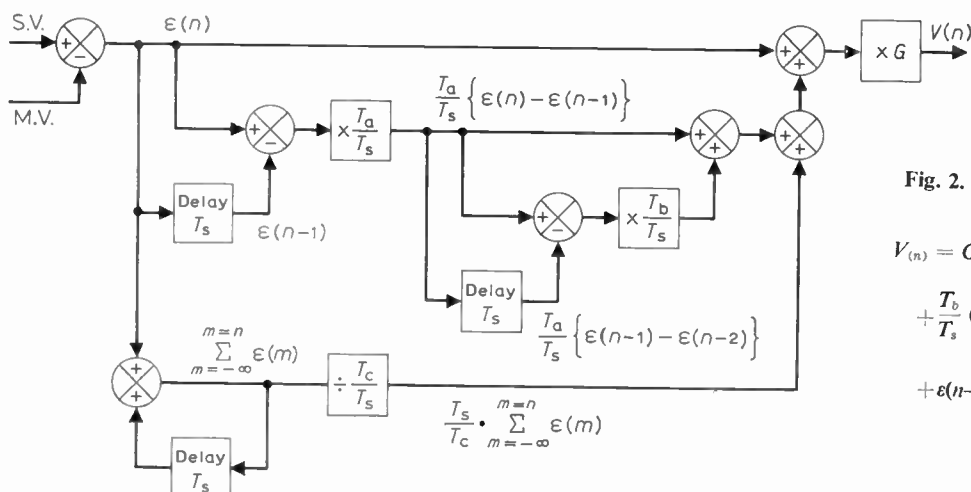 S.V.
ε(n)
V(n)
+
−
+
+
× G
M.V.
T_a/T_s {ε(n) − ε(n−1)}
+
−
× T_a/T_s
+
+
+
+
Fig. 2.
Delay
T_s
ε(n−1)
+
−
× T_b/T_s
V_(n) =
Delay
T_s
T_a/T_s {ε(n−1) − ε(n−2)}
+ T_b/T_s
m=n
Σ ε(m)
m=−∞
+
+
÷ T_c/T_s
+ε(n−
T_s/T_c · Σ ε(m)
m=n
m=−∞
Delay
T_s